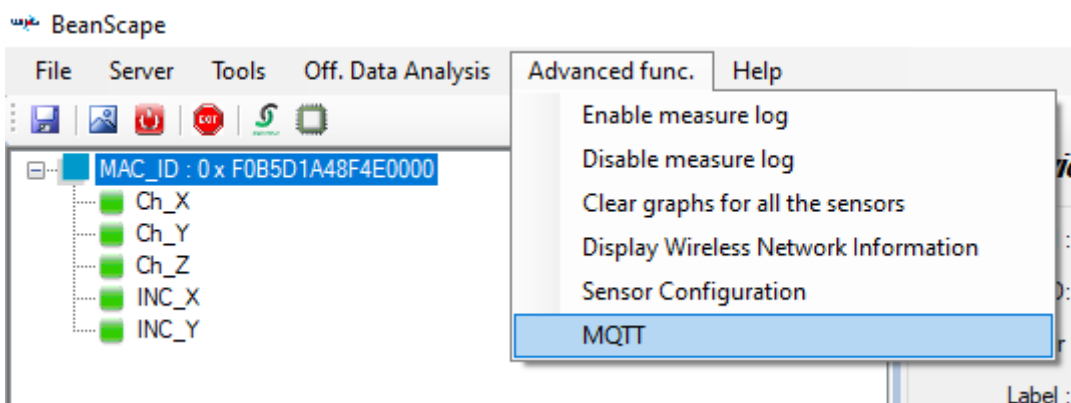 BeanScape
File Server Tools Off. Data Analysis Advanced func. Help
EXIT
MAC_ID : 0 x F0B5D1A48F4E0000
Ch_X
Ch_Y
Ch_Z
INC_X
INC_Y
Enable measure log
Disable measure log
Clear graphs for all the sensors
Display Wireless Network Information
Sensor Configuration
MQTT
Label :